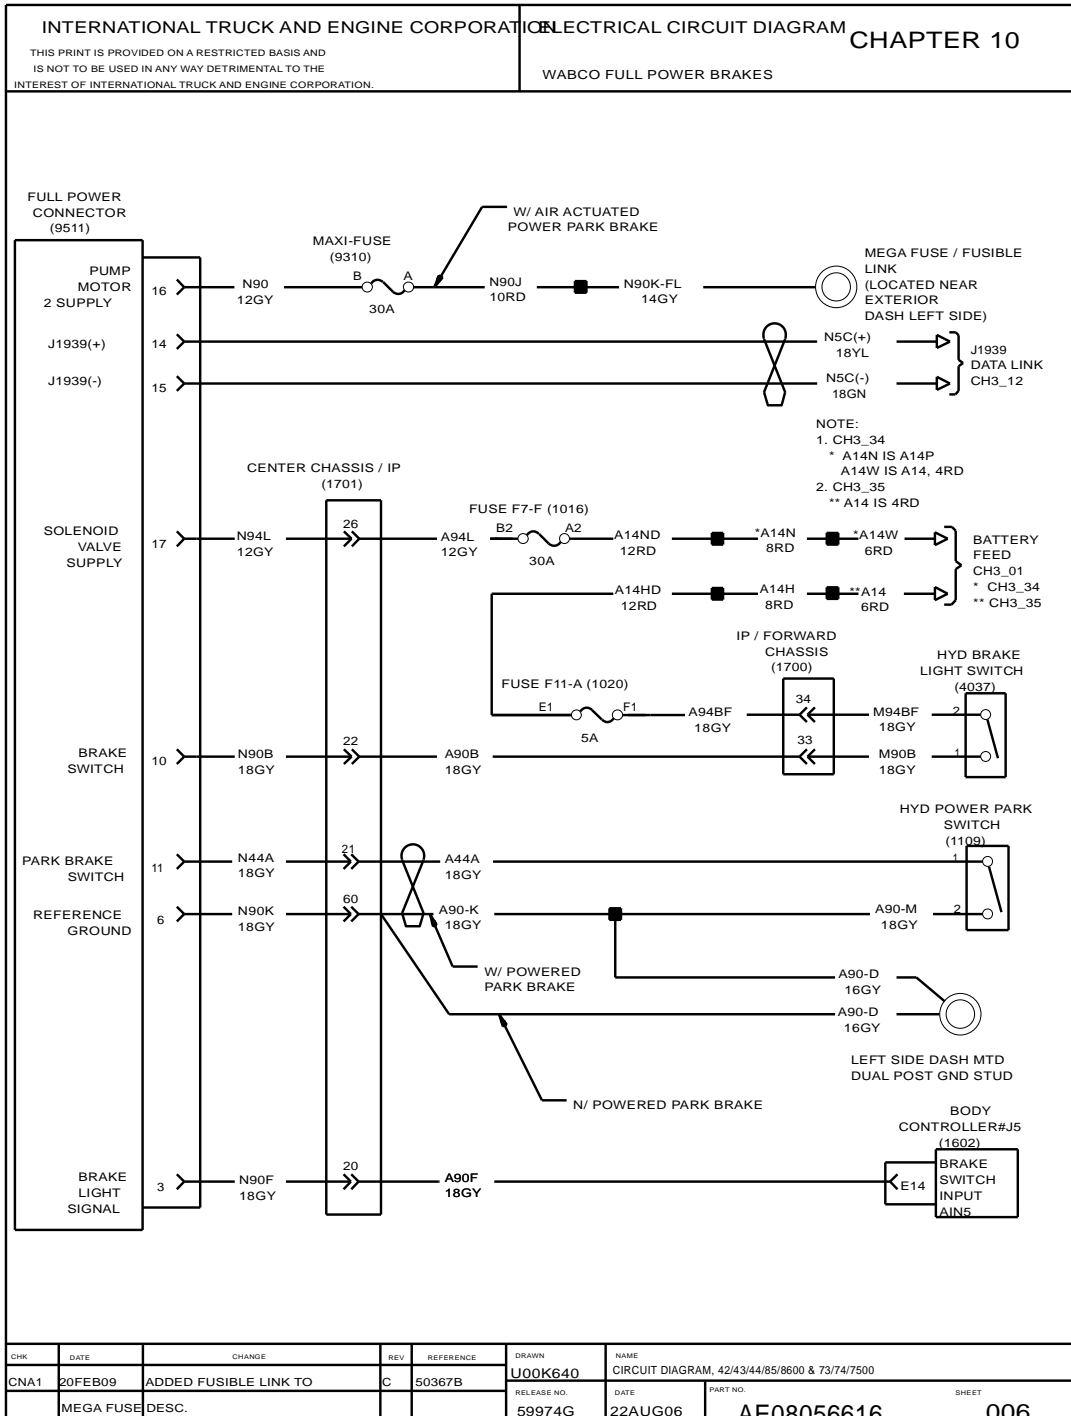 INTERNATIONAL TRUCK AND ENGINE CORPORATION
ELECTRICAL CIRCUIT DIAGRAM
CHAPTER 10
THIS PRINT IS PROVIDED ON A RESTRICTED BASIS AND
IS NOT TO BE USED IN ANY WAY DETRIMENTAL TO THE
INTEREST OF INTERNATIONAL TRUCK AND ENGINE CORPORATION.
WABCO FULL POWER BRAKES
FULL POWER
CONNECTOR
(9511)
W/ AIR ACTUATED
POWER PARK BRAKE
MAXI-FUSE
(9310)
B
A
30A
PUMP
MOTOR
2 SUPPLY
16
N90
12GY
N90J
10RD
N90K-FL
14GY
MEGA FUSE / FUSIBLE
LINK
(LOCATED NEAR
EXTERIOR
DASH LEFT SIDE)
J1939(+)
14
N5C(+)
18YL
J1939(-)
15
N5C(-)
18GN
J1939
DATA LINK
CH3_12
NOTE:
1. CH3_34
* A14N IS A14P
A14W IS A14, 4RD
2. CH3_35
** A14 IS 4RD
CENTER CHASSIS / IP
(1701)
FUSE F7-F (1016)
B2
A2
30A
SOLENOID
VALVE
SUPPLY
17
N94L
12GY
26
A94L
12GY
A14ND
12RD
*A14N
8RD
*A14W
6RD
BATTERY
FEED
CH3_01
* CH3_34
** CH3_35
A14HD
12RD
A14H
8RD
**A14
6RD
IP / FORWARD
CHASSIS
(1700)
HYD BRAKE
LIGHT SWITCH
(4037)
FUSE F11-A (1020)
E1
F1
5A
A94BF
18GY
34
M94BF
18GY
2
BRAKE
SWITCH
10
N90B
18GY
22
A90B
18GY
33
M90B
18GY
1
HYD POWER PARK
SWITCH
(1109)
PARK BRAKE
SWITCH
11
N44A
18GY
21
A44A
18GY
1
REFERENCE
GROUND
6
N90K
18GY
60
A90-K
18GY
A90-M
18GY
2
W/ POWERED
PARK BRAKE
A90-D
16GY
A90-D
16GY
LEFT SIDE DASH MTD
DUAL POST GND STUD
N/ POWERED PARK BRAKE
BODY
CONTROLLER#J5
(1602)
BRAKE
LIGHT
SIGNAL
3
N90F
18GY
20
A90F
18GY
E14
BRAKE
SWITCH
INPUT
AIN5
CHK
DATE
CHANGE
REV
REFERENCE
DRAWN
NAME
CNA1
20FEB09
ADDED FUSIBLE LINK TO
C
50367B
U00K640
CIRCUIT DIAGRAM, 42/43/44/85/8600 & 73/74/7500
MEGA FUSE DESC.
RELEASE NO.
DATE
PART NO.
SHEET
59974G
22AUG06
AE08056616
006